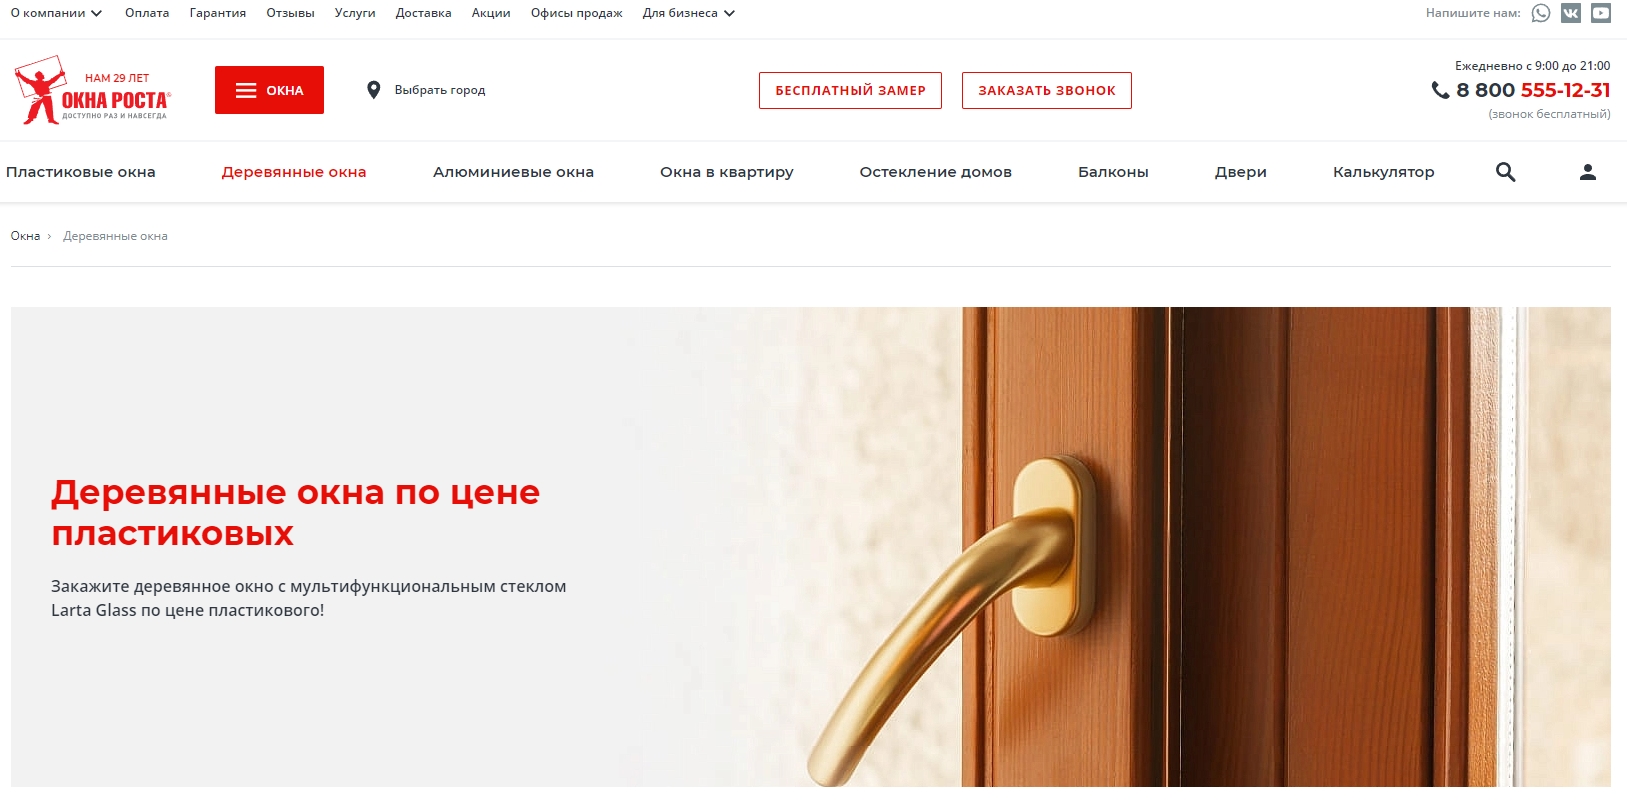 О компании
Оплата
Гарантия
Отзывы
Услуги
Доставка
Акции
Офисы продаж
Для бизнеса
Напишите нам:
НАМ 29 ЛЕТ
ОКНА РОСТА®
ДОСТУПНО РАЗ И НАВСЕГДА
ОКНА
Выбрать город
БЕСПЛАТНЫЙ ЗАМЕР
ЗАКАЗАТЬ ЗВОНОК
Ежедневно с 9:00 до 21:00
8 800 555-12-31
(звонок бесплатный)
Пластиковые окна
Деревянные окна
Алюминиевые окна
Окна в квартиру
Остекление домов
Балконы
Двери
Калькулятор
Окна › Деревянные окна
Деревянные окна по цене
пластиковых
Закажите деревянное окно с мультифункциональным стеклом
Larta Glass по цене пластикового!